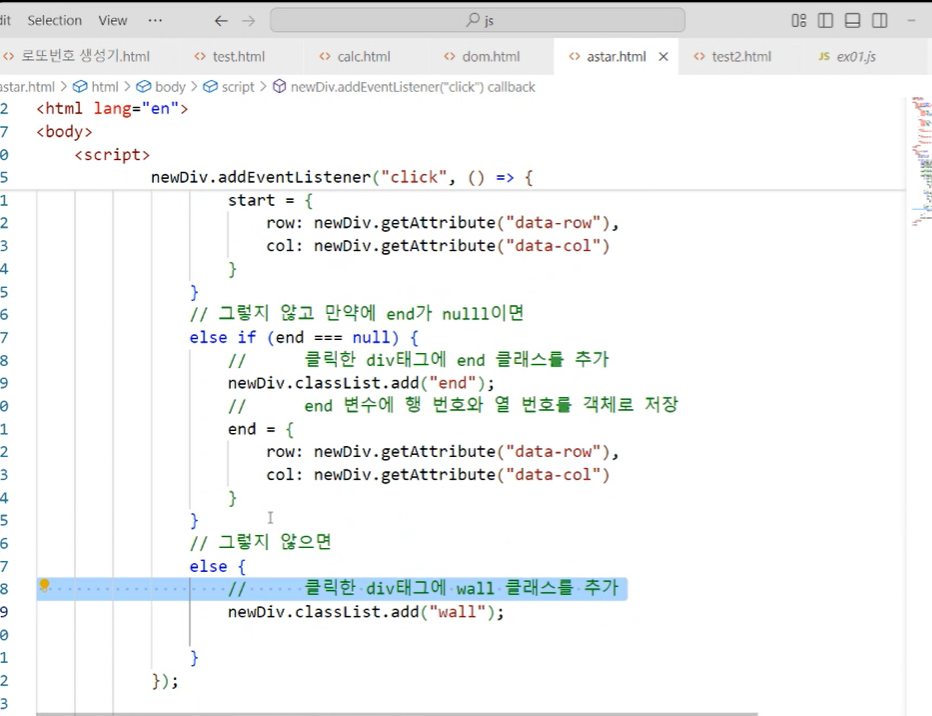 dit Selection View ··· ← → js
<> 로또번호 생성기.html <> test.html <> calc.html <> dom.html <> astar.html × <> test2.html JS ex01.js
astar.html > html > body > script > newDiv.addEventListener("click") callback
2 <html lang="en">
7 <body>
0 <script>
5 newDiv.addEventListener("click", () => {
1 start = {
2 row: newDiv.getAttribute("data-row"),
3 col: newDiv.getAttribute("data-col")
4 }
5 }
6 // 그렇지 않고 만약에 end가 nulll이면
7 else if (end === null) {
8 // 클릭한 div태그에 end 클래스를 추가
9 newDiv.classList.add("end");
0 // end 변수에 행 번호와 열 번호를 객체로 저장
1 end = {
2 row: newDiv.getAttribute("data-row"),
3 col: newDiv.getAttribute("data-col")
4 }
5 }
6 // 그렇지 않으면
7 else {
8 // 클릭한 div태그에 wall 클래스를 추가
9 newDiv.classList.add("wall");
0
1 }
2 });
3